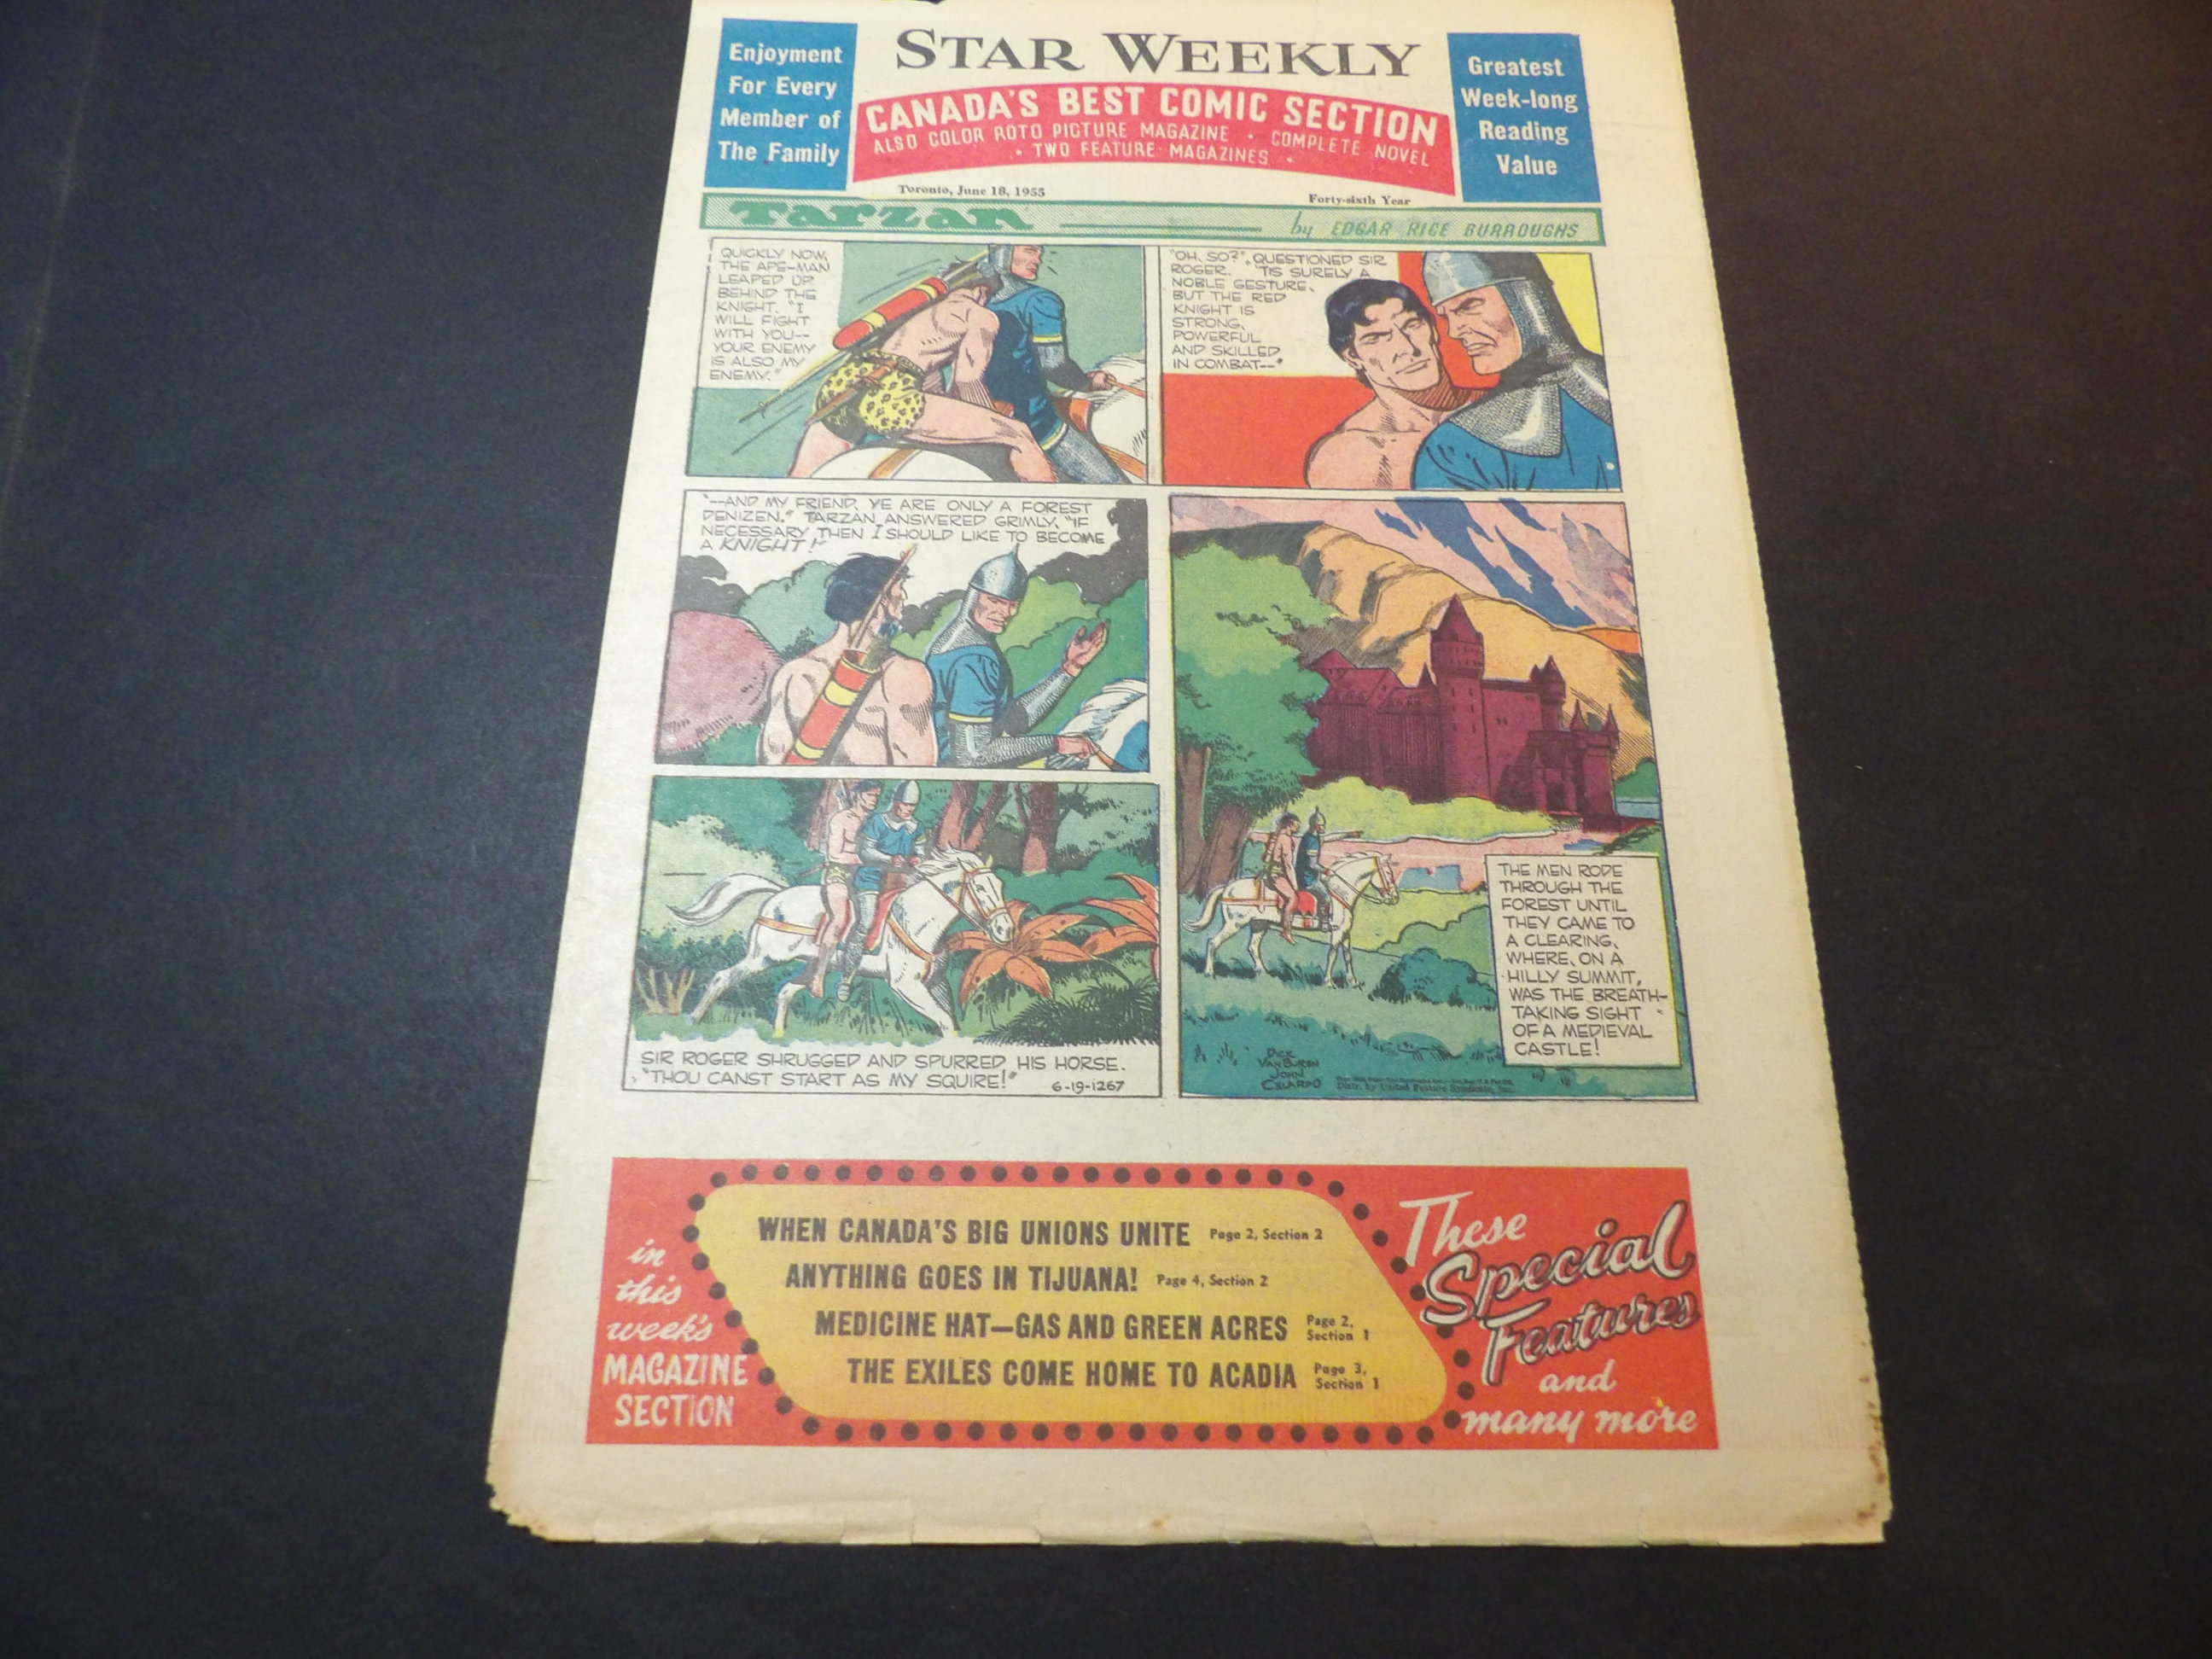 Enjoyment
For Every
Member of
The Family
STAR WEEKLY
CANADA'S BEST COMIC SECTION
ALSO COLOR ROTO PICTURE MAGAZINE • COMPLETE NOVEL
• TWO FEATURE MAGAZINES •
Greatest
Week-long
Reading
Value
Toronto, June 18, 1955
Forty-sixth Year
Tarzan
by EDGAR RICE BURROUGHS
QUICKLY NOW,
THE APE-MAN
LEAPED UP
BEHIND THE
KNIGHT. "I
WILL FIGHT
WITH YOU--
YOUR ENEMY
IS ALSO MY
ENEMY."
"OH, SO?", QUESTIONED SIR
ROGER. "TIS SURELY A
NOBLE GESTURE,
BUT THE RED
KNIGHT IS
STRONG,
POWERFUL
AND SKILLED
IN COMBAT--"
"--AND MY FRIEND, YE ARE ONLY A FOREST
DENIZEN." TARZAN ANSWERED GRIMLY, "IF
NECESSARY THEN I SHOULD LIKE TO BECOME
A KNIGHT!"
SIR ROGER SHRUGGED AND SPURRED HIS HORSE.
"THOU CANST START AS MY SQUIRE!"
6-19-1267
THE MEN RODE
THROUGH THE
FOREST UNTIL
THEY CAME TO
A CLEARING,
WHERE, ON A
HILLY SUMMIT,
WAS THE BREATH-
TAKING SIGHT
OF A MEDIEVAL
CASTLE!
DICK
VAN BUREN
JOHN
CELARDO
Distr. by United Feature Syndicate, Inc.
in
this
week's
MAGAZINE
SECTION
WHEN CANADA'S BIG UNIONS UNITE Page 2, Section 2
ANYTHING GOES IN TIJUANA! Page 4, Section 2
MEDICINE HAT—GAS AND GREEN ACRES Page 2,
Section 1
THE EXILES COME HOME TO ACADIA Page 3,
Section 1
These
Special
Features
and
many more